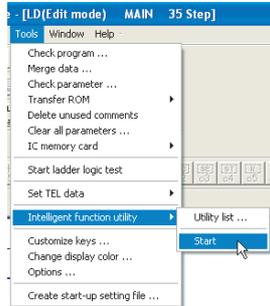 e - [LD(Edit mode) MAIN 35 Step]
Tools Window Help
Check program ...
Merge data ...
Check parameter ...
Transfer ROM
Delete unused comments
Clear all parameters ...
IC memory card
Start ladder logic test
Set TEL data
Intelligent function utility
Utility list ...
Customize keys ...
Start
Change display color ...
Options ...
Create start-up setting file ...